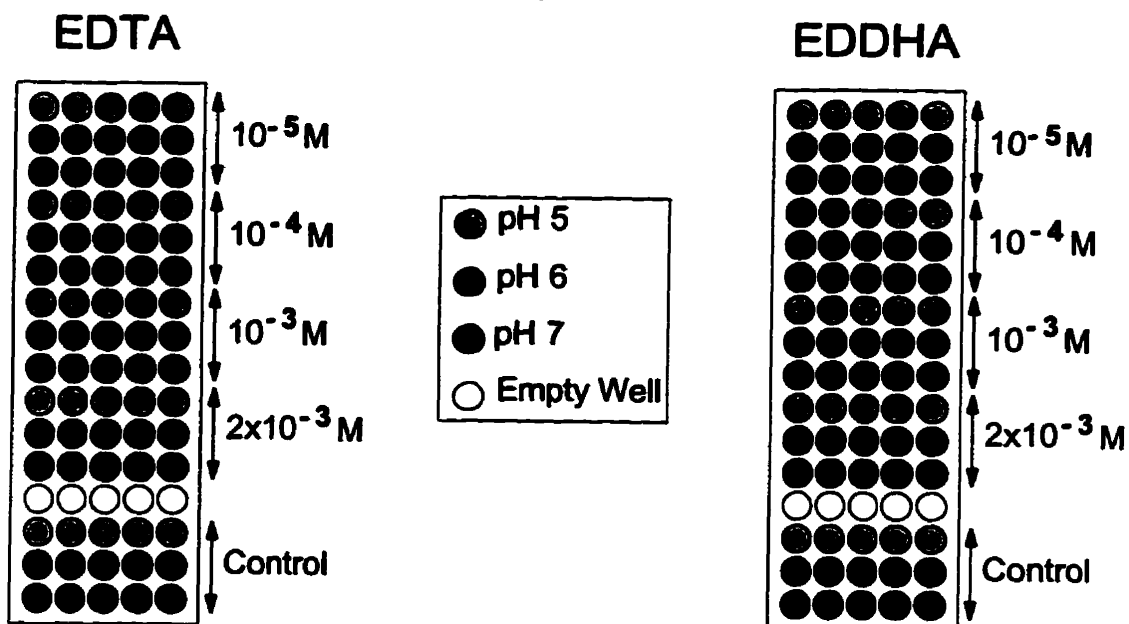 EDTA
10⁻⁵M
10⁻⁴M
10⁻³M
2x10⁻³M
Control
pH 5
pH 6
pH 7
Empty Well
EDDHA
10⁻⁵M
10⁻⁴M
10⁻³M
2x10⁻³M
Control